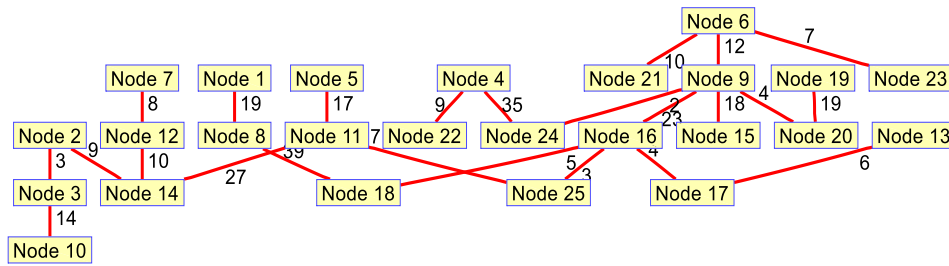 Node 6
7
12
10
Node 7
Node 1
Node 5
Node 4
Node 21
Node 9
Node 19
Node 23
8
19
17
9
35
2
23
18
4
19
Node 2
Node 12
Node 8
Node 11
Node 22
Node 24
Node 16
Node 15
Node 20
Node 13
3
9
10
39
7
5
3
4
6
27
Node 3
Node 14
Node 18
Node 25
Node 17
14
Node 10